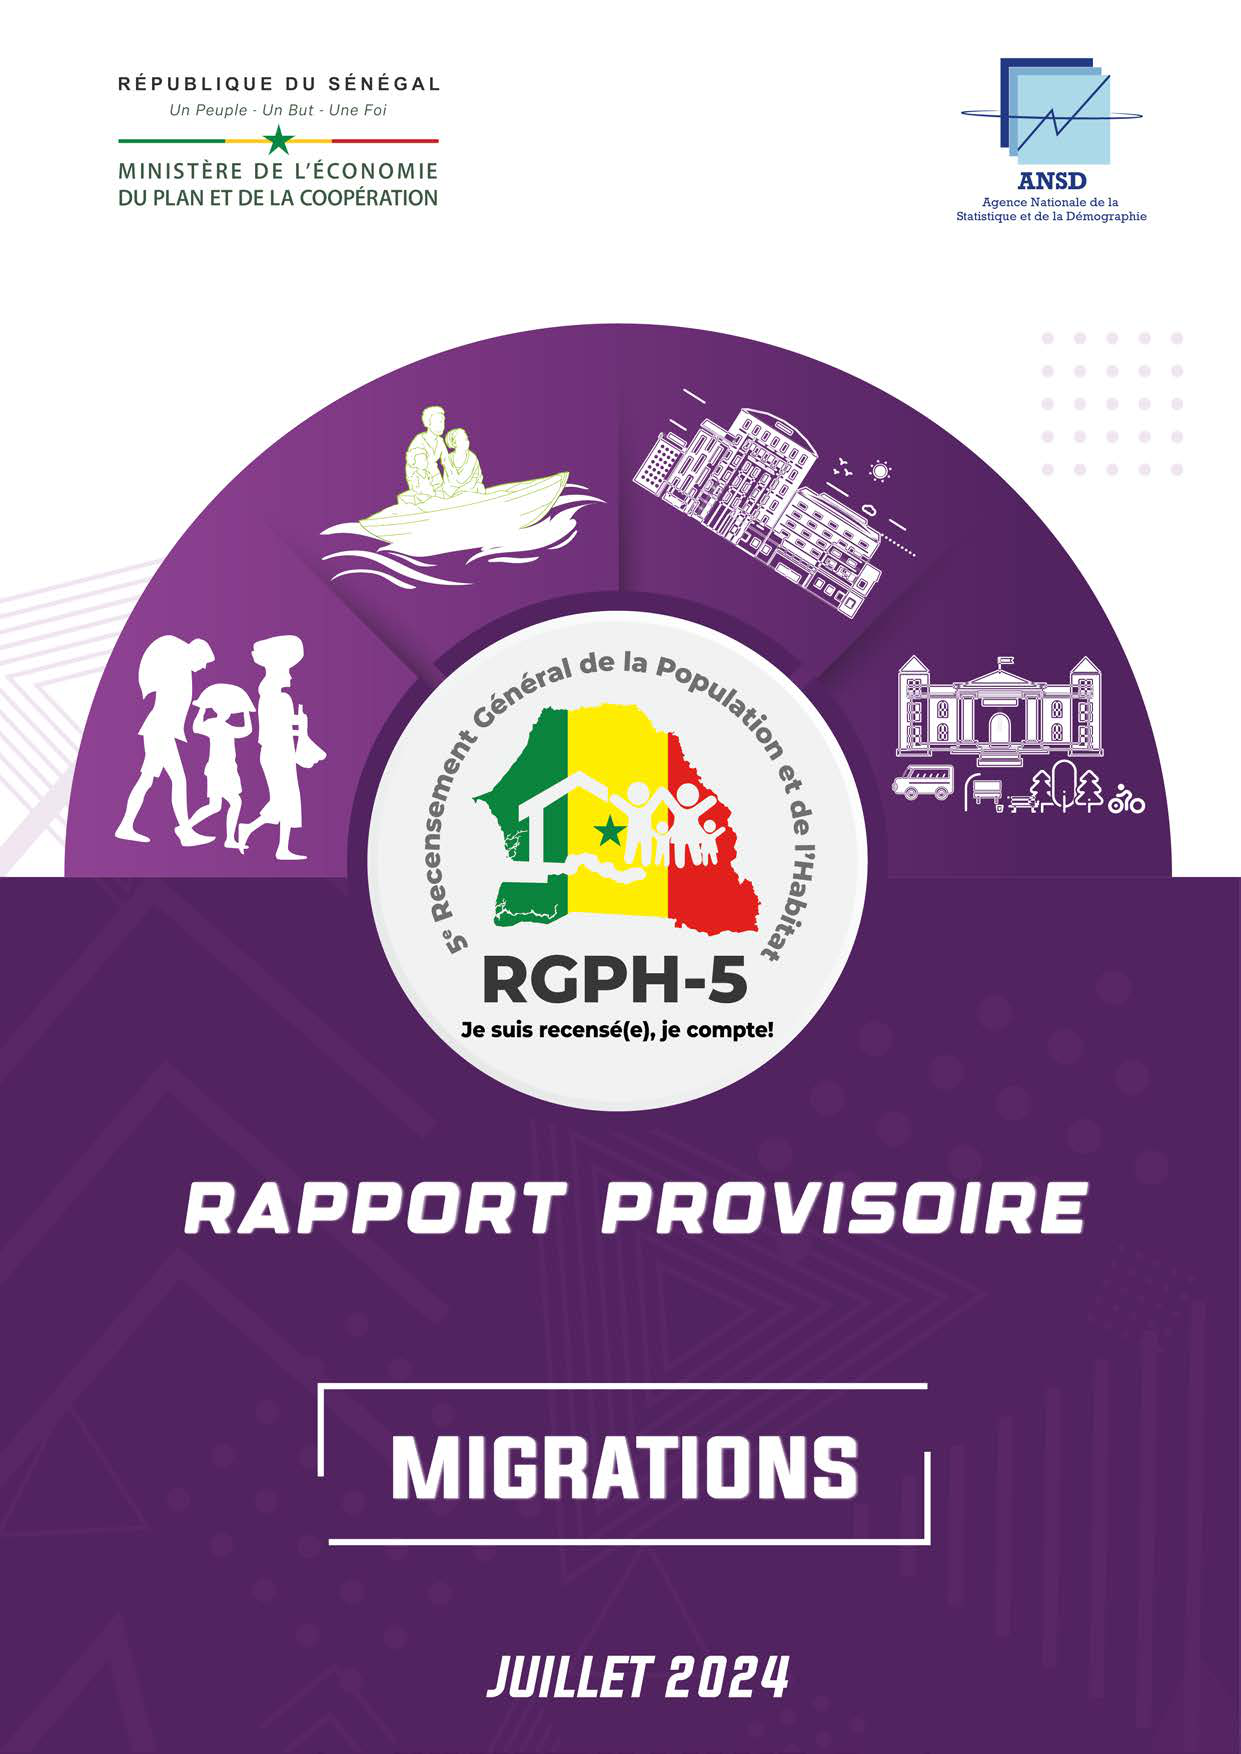 RÉPUBLIQUE DU SÉNÉGAL
Un Peuple - Un But - Une Foi
MINISTÈRE DE L'ÉCONOMIE
DU PLAN ET DE LA COOPÉRATION
ANSD
Agence Nationale de la
Statistique et de la Démographie
5e Recensement Général de la Population et de l'Habitat
RGPH-5
Je suis recensé(e), je compte!
RAPPORT PROVISOIRE
MIGRATIONS
JUILLET 2024